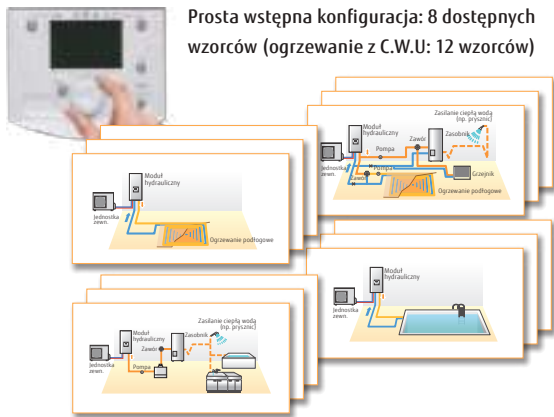 Prosta wstępna konfiguracja: 8 dostępnych
wzorców (ogrzewanie z C.W.U: 12 wzorców)
Moduł
hydrauliczny
Jednostka
zewn.
Ogrzewanie podłogowe
Zasilanie ciepłą wodą
(np. prysznic)
Moduł
hydrauliczny
Zawór
Zasobnik
Pompa
Jednostka
zewn.
Zawór
Pompa
Grzejnik
Ogrzewanie podłogowe
Zasilanie ciepłą wodą
(np. prysznic)
Moduł
hydrauliczny
Zasobnik
Zawór
Jednostka
zewn.
Pompa
Moduł
hydrauliczny
Jednostka
zewn.